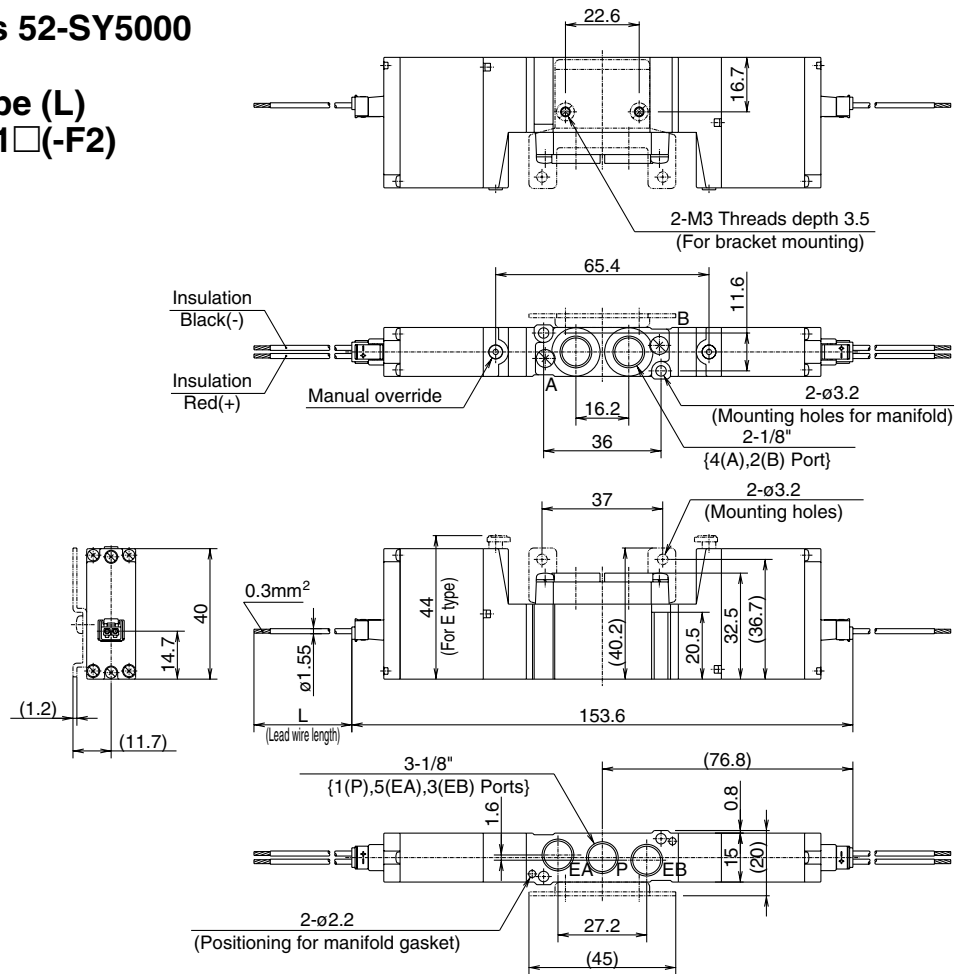 s 52-SY5000
pe (L)
1□(-F2)
22.6
16.7
2-M3 Threads depth 3.5
(For bracket mounting)
65.4
11.6
Insulation
Black(-)
Insulation
Red(+)
B
A
Manual override
16.2
36
2-ø3.2
(Mounting holes for manifold)
2-1/8"
{4(A),2(B) Port}
37
2-ø3.2
(Mounting holes)
0.3mm²
ø1.55
44
(For E type)
(40.2)
20.5
32.5
(36.7)
40
14.7
(1.2)
(11.7)
L
(Lead wire length)
153.6
3-1/8"
{1(P),5(EA),3(EB) Ports}
(76.8)
1.6
0.8
15
(20)
EA P EB
2-ø2.2
(Positioning for manifold gasket)
27.2
(45)